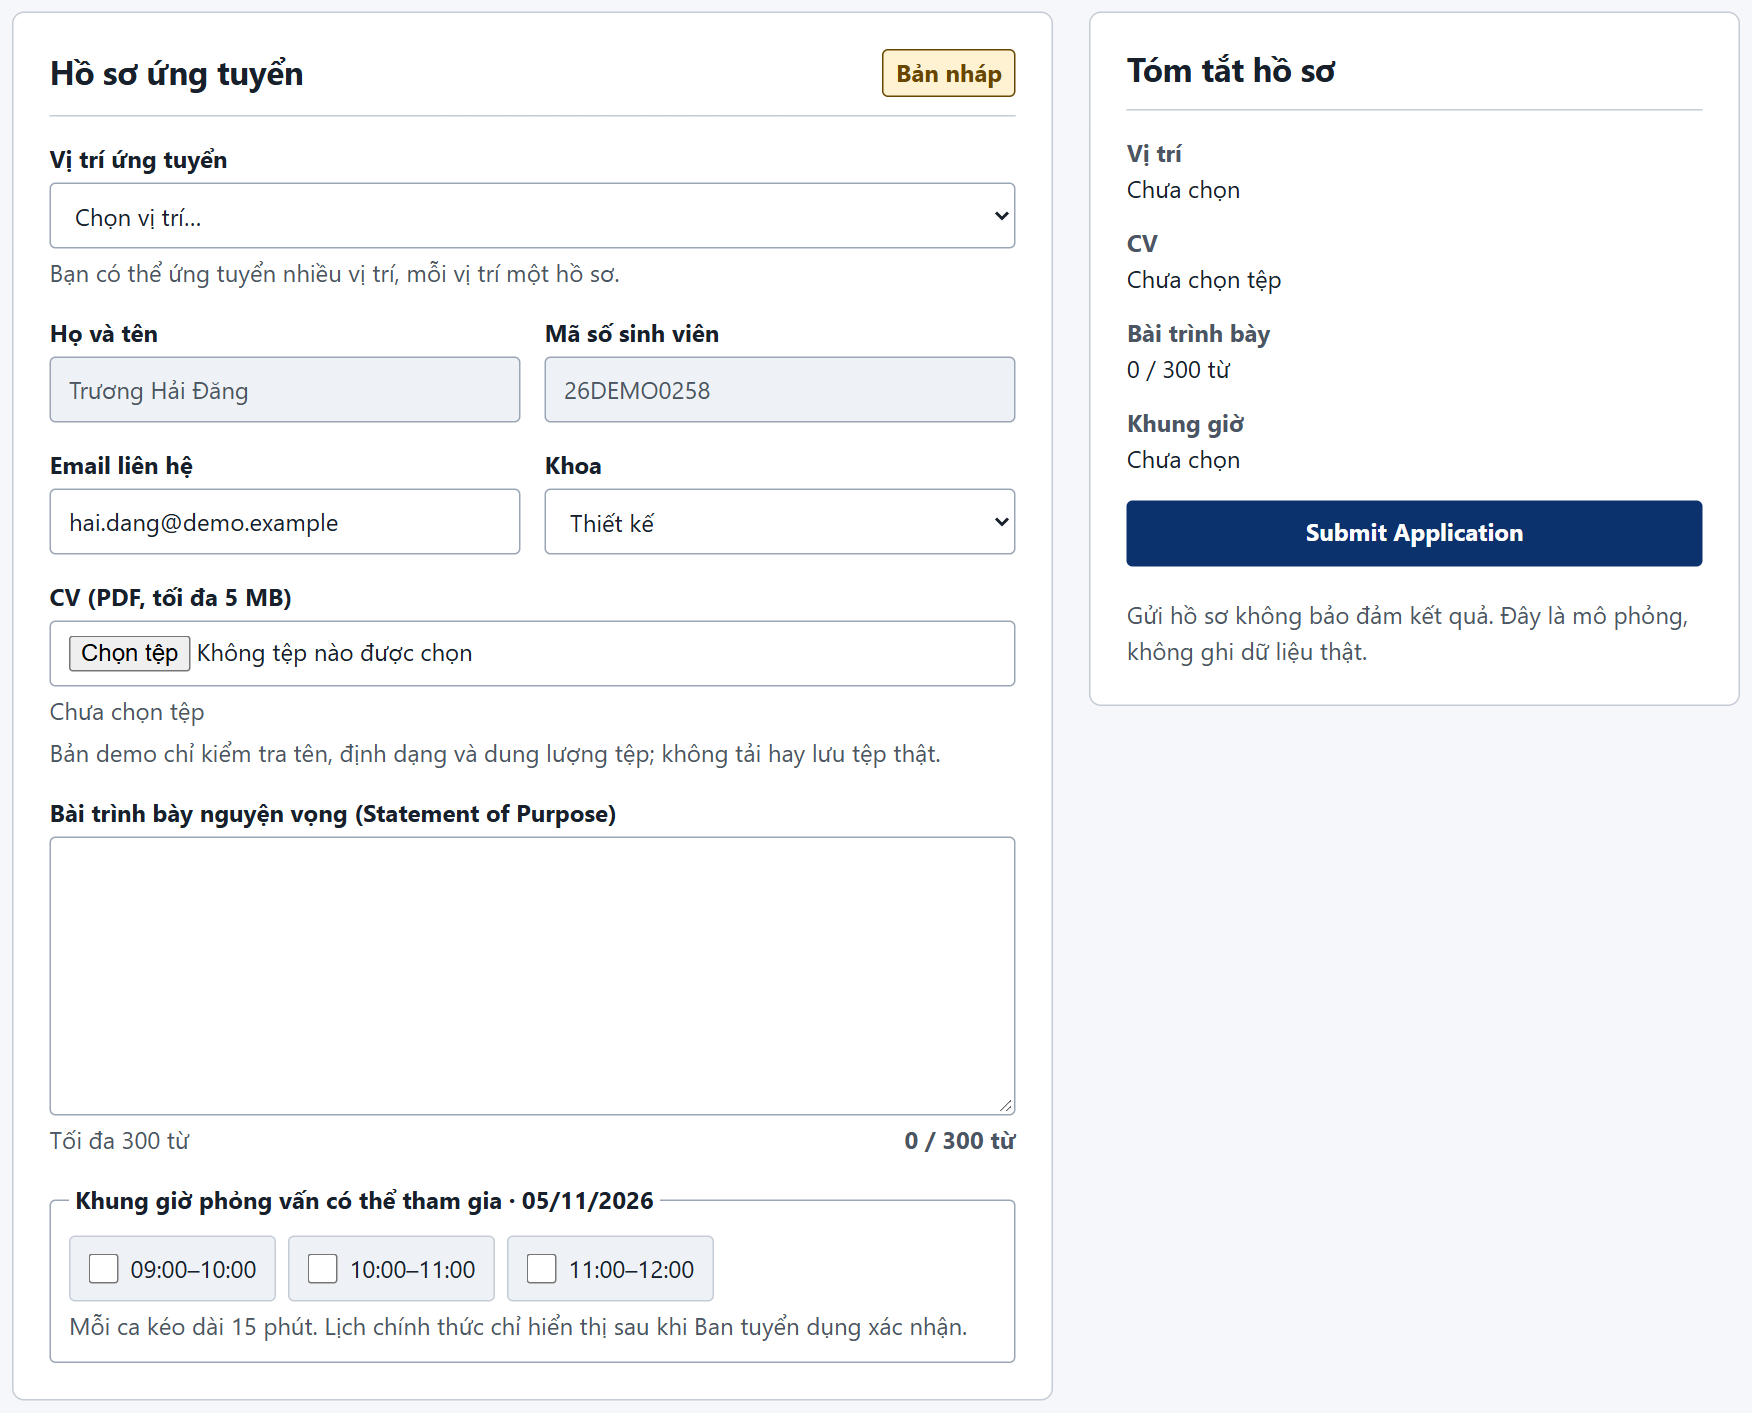 Hồ sơ ứng tuyển
Bản nháp
Vị trí ứng tuyển
Chọn vị trí...
Bạn có thể ứng tuyển nhiều vị trí, mỗi vị trí một hồ sơ.
Họ và tên
Mã số sinh viên
Trương Hải Đăng
26DEMO0258
Email liên hệ
Khoa
hai.dang@demo.example
Thiết kế
CV (PDF, tối đa 5 MB)
Chọn tệp Không tệp nào được chọn
Chưa chọn tệp
Bản demo chỉ kiểm tra tên, định dạng và dung lượng tệp; không tải hay lưu tệp thật.
Bài trình bày nguyện vọng (Statement of Purpose)
Tối đa 300 từ
0 / 300 từ
Khung giờ phỏng vấn có thể tham gia · 05/11/2026
09:00–10:00
10:00–11:00
11:00–12:00
Mỗi ca kéo dài 15 phút. Lịch chính thức chỉ hiển thị sau khi Ban tuyển dụng xác nhận.
Tóm tắt hồ sơ
Vị trí
Chưa chọn
CV
Chưa chọn tệp
Bài trình bày
0 / 300 từ
Khung giờ
Chưa chọn
Submit Application
Gửi hồ sơ không bảo đảm kết quả. Đây là mô phỏng,
không ghi dữ liệu thật.